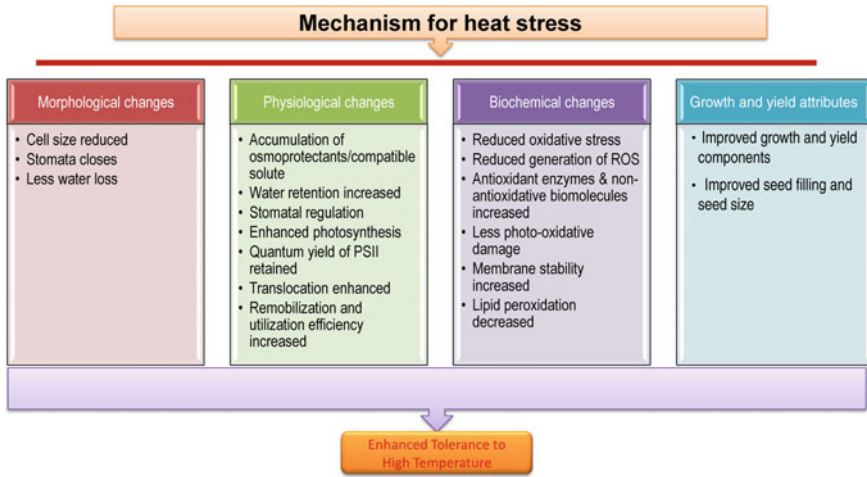 Mechanism for heat stress
Morphological changes
• Cell size reduced
• Stomata closes
• Less water loss
Physiological changes
• Accumulation of
osmoprotectants/compatible
solute
• Water retention increased
• Stomatal regulation
• Enhanced photosynthesis
• Quantum yield of PSII
retained
• Translocation enhanced
• Remobilization and
utilization efficiency
increased
Biochemical changes
• Reduced oxidative stress
• Reduced generation of ROS
• Antioxidant enzymes & non-
antioxidative biomolecules
increased
• Less photo-oxidative
damage
• Membrane stability
increased
• Lipid peroxidation
decreased
Growth and yield attributes
• Improved growth and yield
components
• Improved seed filling and
seed size
Enhanced Tolerance to
High Temperature